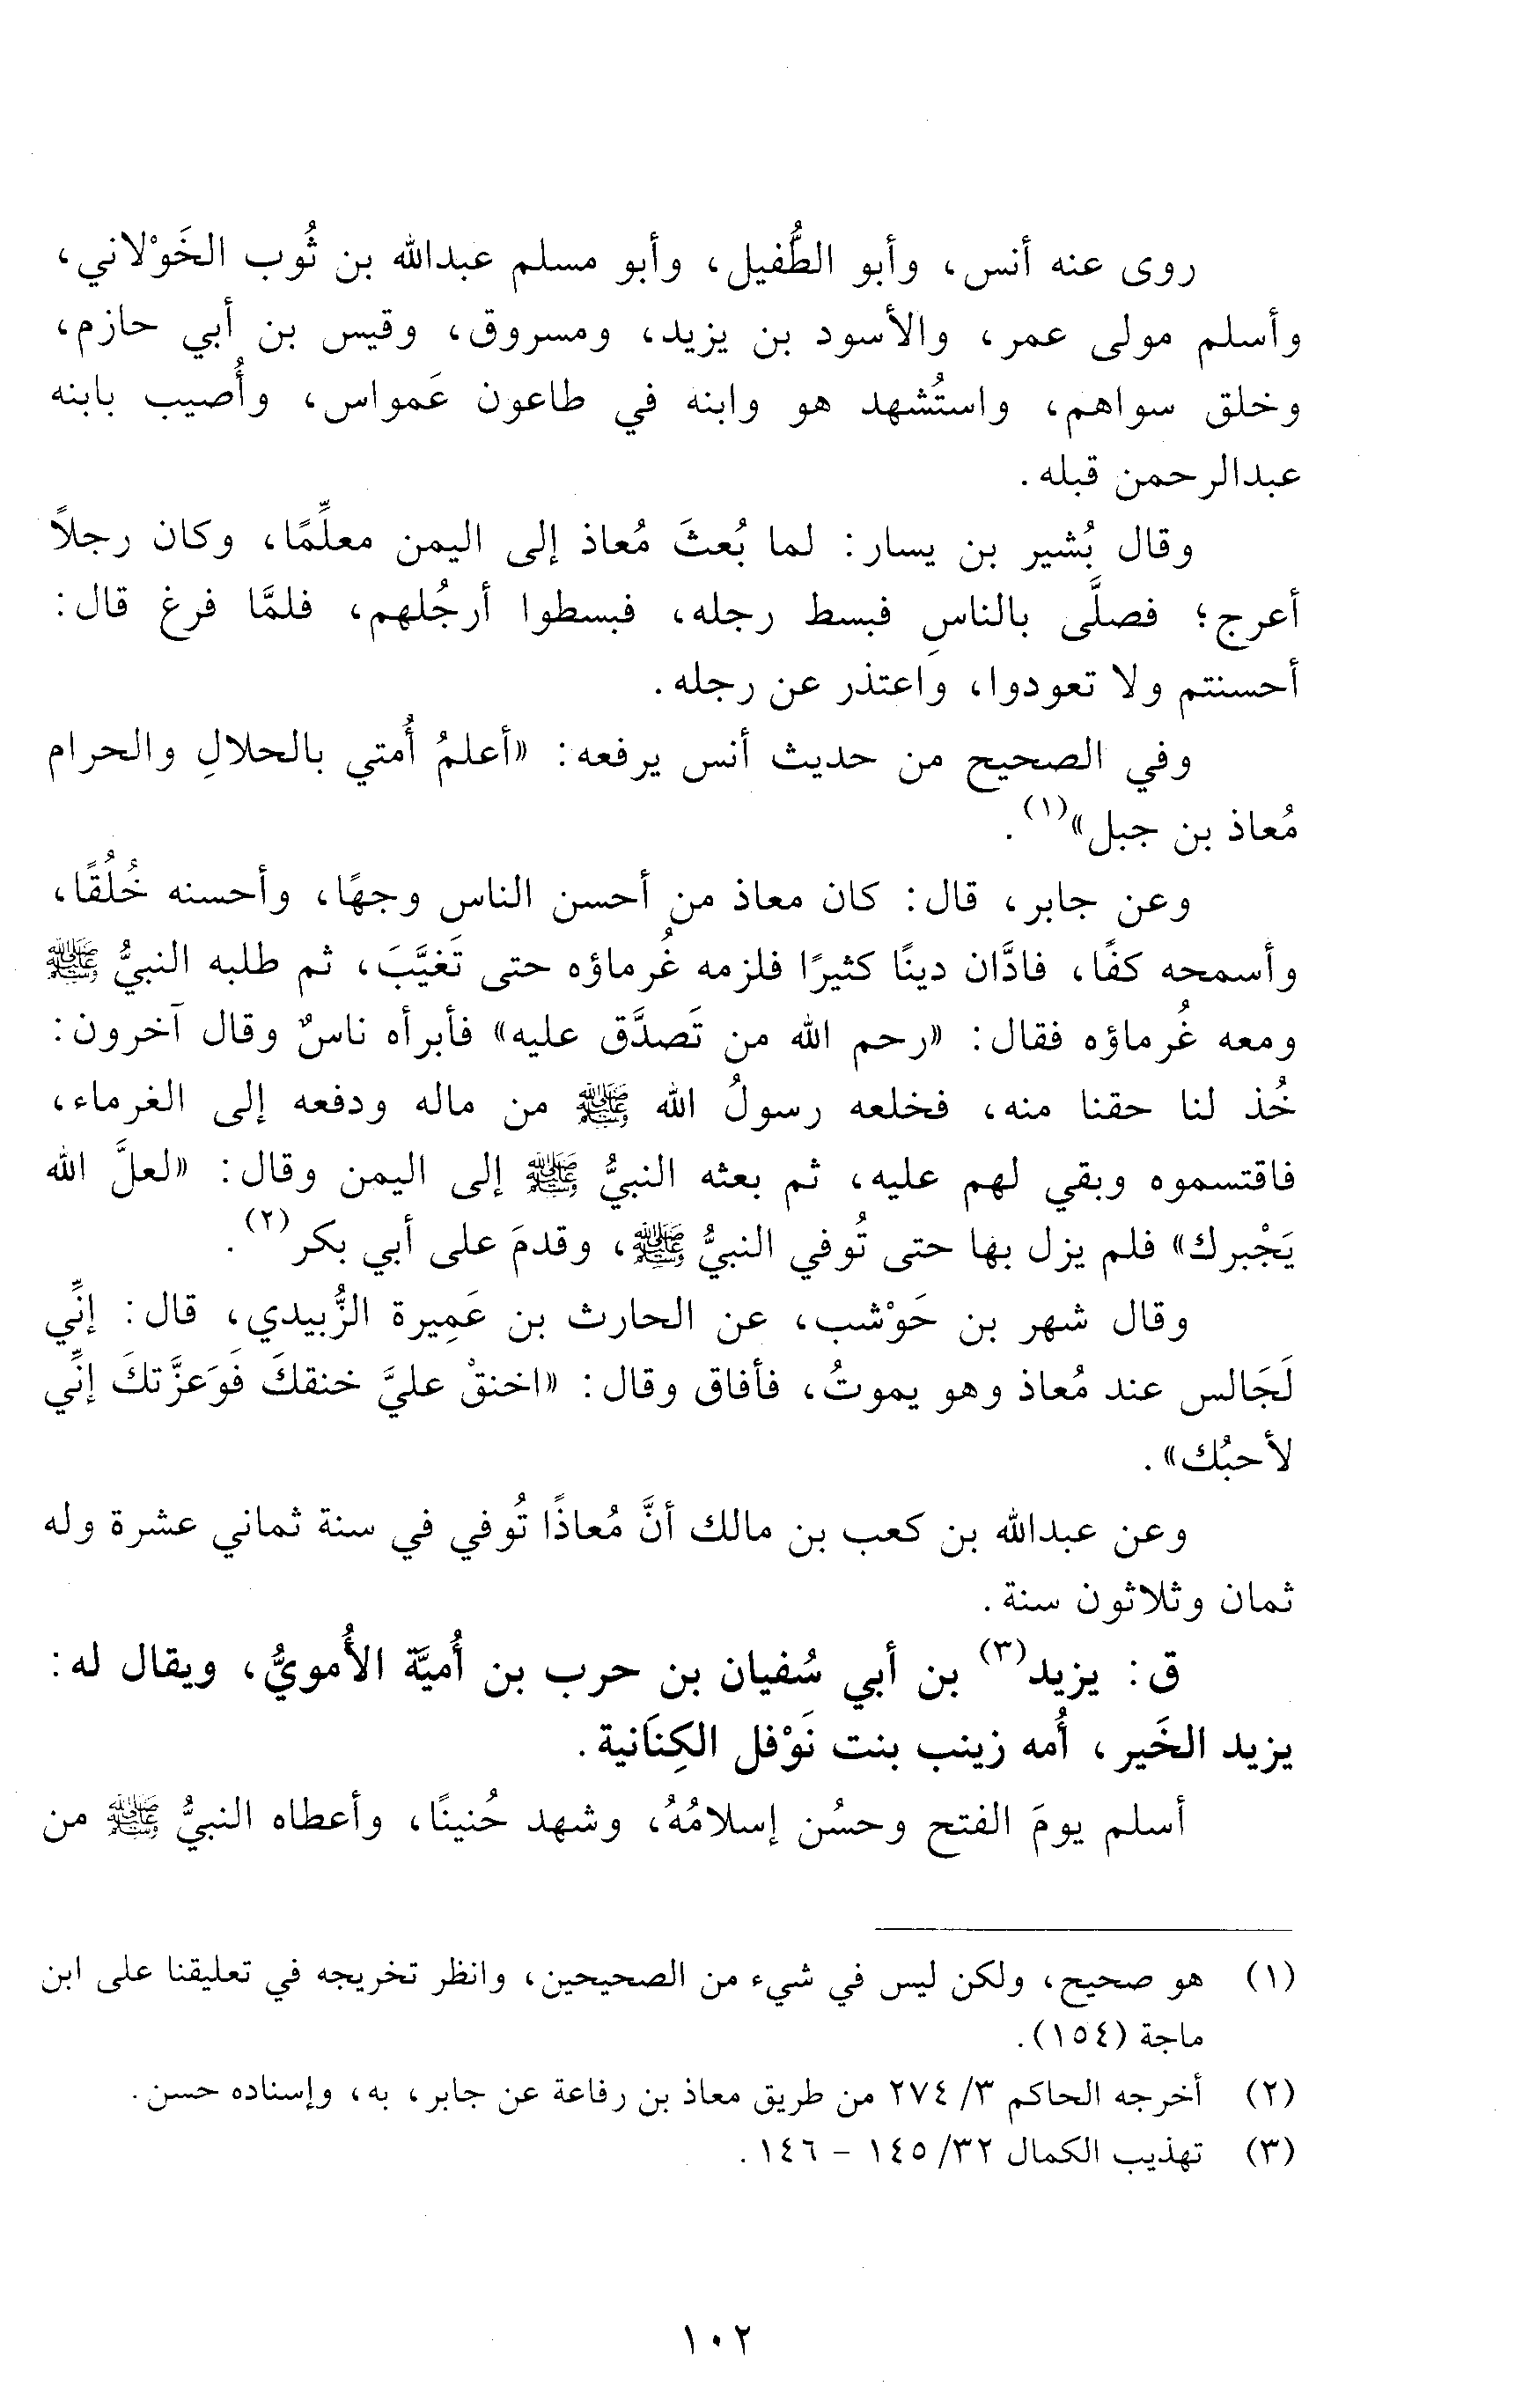 روى عنه أنس، وأبو الطُّفيل، وأبو مسلم عبدالله بن ثُوب الخَوْلاني،
وأسلم مولى عمر، والأسود بن يزيد، ومسروق، وقيس بن أبي حازم،
وخلق سواهم، واستُشهد هو وابنه في طاعون عَمواس، وأُصيب بابنه
عبدالرحمن قبله.
وقال بُشير بن يسار: لما بُعثَ مُعاذ إلى اليمن معلِّمًا، وكان رجلاً
أعرج؛ فصلَّى بالناسِ فبسط رجله، فبسطوا أرجُلهم، فلمَّا فرغ قال:
أحسنتم ولا تعودوا، واعتذر عن رجله.
وفي الصحيح من حديث أنس يرفعه: «أعلمُ أُمتي بالحلالِ والحرام
مُعاذ بن جبل»(١).
وعن جابر، قال: كان معاذ من أحسن الناس وجهًا، وأحسنه خُلُقًا،
وأسمحه كفًا، فادَّان دينًا كثيرًا فلزمه غُرماؤه حتى تَغيَّبَ، ثم طلبه النبيُّ ﷺ
ومعه غُرماؤه فقال: «رحم الله من تَصدَّق عليه» فأبرأه ناسٌ وقال آخرون:
خُذ لنا حقنا منه، فخلعه رسولُ الله ﷺ من ماله ودفعه إلى الغرماء،
فاقتسموه وبقي لهم عليه، ثم بعثه النبيُّ ﷺ إلى اليمن وقال: «لعلَّ الله
يَجْبرك» فلم يزل بها حتى تُوفي النبيُّ ﷺ، وقدمَ على أبي بكر(٢).
وقال شهر بن حَوْشب، عن الحارث بن عَمِيرة الزُّبيدي، قال: إنِّي
لَجَالس عند مُعاذ وهو يموتُ، فأفاق وقال: «اخنقْ عليَّ خنقكَ فَوَعزَّتكَ إنِّي
لأحبُك».
وعن عبدالله بن كعب بن مالك أنَّ مُعاذًا تُوفي في سنة ثماني عشرة وله
ثمان وثلاثون سنة.
ق: يزيد(٣) بن أبي سُفيان بن حرب بن أُميَّة الأُمويُّ، ويقال له:
يزيد الخَير، أُمه زينب بنت نَوْفل الكِنَانية.
أسلم يومَ الفتح وحسُن إسلامُهُ، وشهد حُنينًا، وأعطاه النبيُّ ﷺ من
(١) هو صحيح، ولكن ليس في شيء من الصحيحين، وانظر تخريجه في تعليقنا على ابن
ماجة (١٥٤).
(٢) أخرجه الحاكم ٣/ ٢٧٤ من طريق معاذ بن رفاعة عن جابر، به، وإسناده حسن.
(٣) تهذيب الكمال ٣٢/ ١٤٥ - ١٤٦.
١٠٢